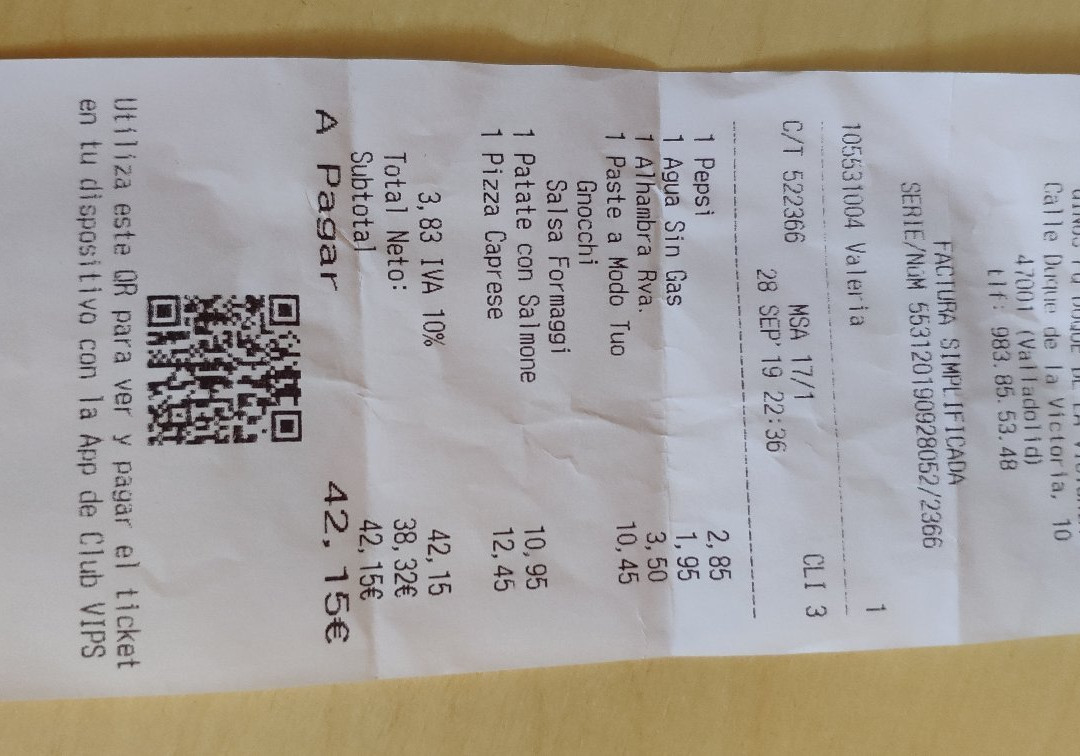 Calle Duque de la Victoria, 10
47001 (Valladolid)
tlf: 983.85.53.48
FACTURA SIMPLIFICADA
SERIE/NúM 553120190928052/2366
1
105531004 Valeria
C/T 522366 MSA 17/1 CLI 3
28 SEP'19 22:36
1 Pepsi 2,85
1 Agua Sin Gas 1,95
1 Alhambra Rva. 3,50
1 Paste a Modo Tuo 10,45
Gnocchi
Salsa Formaggi
1 Patate con Salmone 10,95
1 Pizza Caprese 12,45
3,83 IVA 10% 42,15
Total Neto: 38,32€
Subtotal 42,15€
A Pagar 42,15€
Utiliza este QR para ver y pagar el ticket
en tu dispositivo con la App de Club VIPS